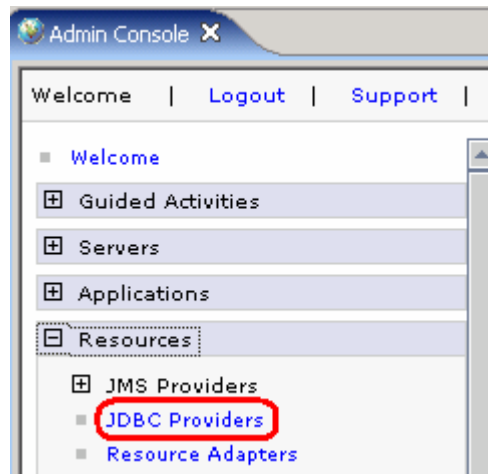 Admin Console
Welcome | Logout | Support |
Welcome
Guided Activities
Servers
Applications
Resources
JMS Providers
JDBC Providers
Resource Adapters